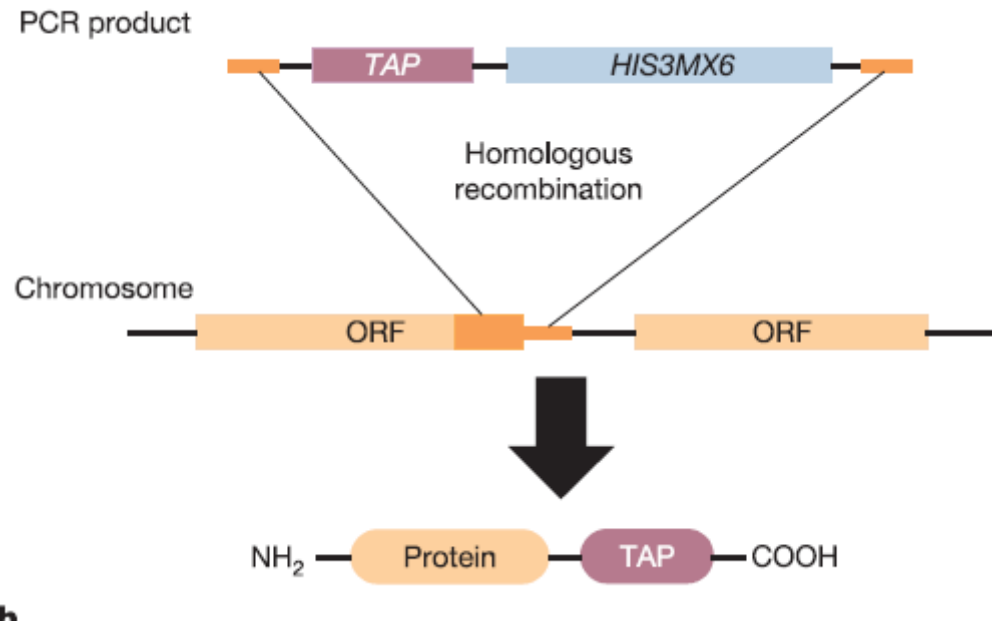 PCR product
TAP
HIS3MX6
Homologous
recombination
Chromosome
ORF
ORF
NH₂
Protein
TAP
COOH